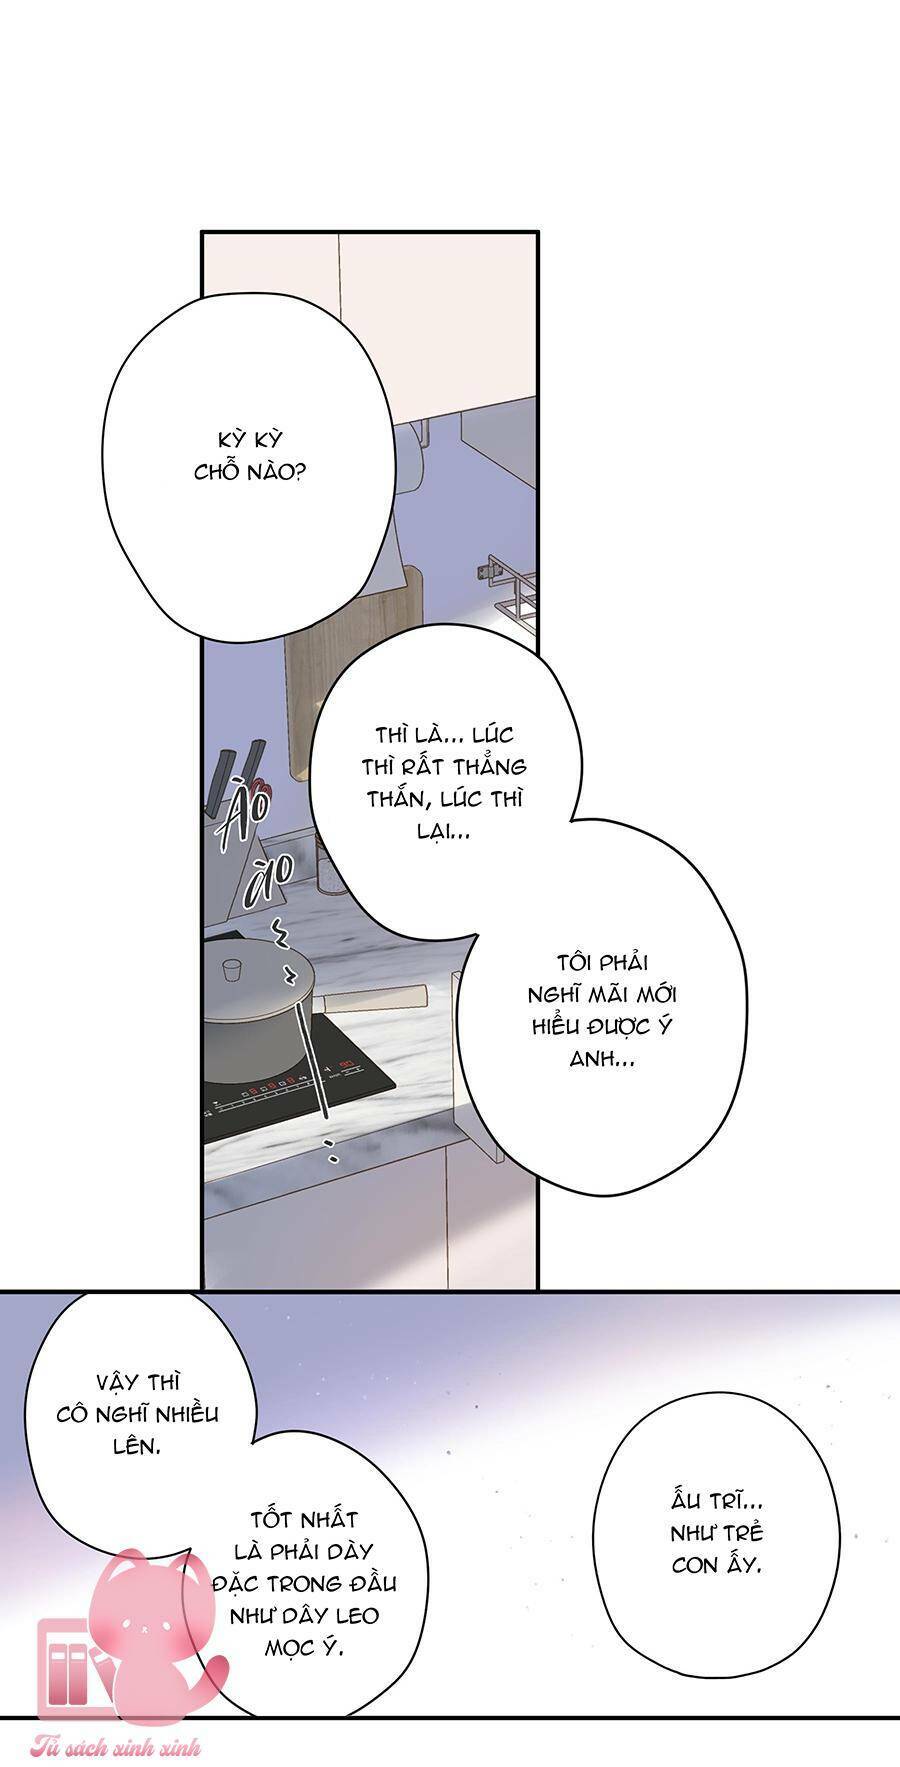 KỲ KỲ
CHỖ NÀO?
THÌ LÀ... LÚC
THÌ RẤT THẲNG
THẮN, LÚC THÌ
LẠI...
ÀO
ÀO
TÔI PHẢI
NGHĨ MÃI MỚI
HIỂU ĐƯỢC Ý
ANH...
VẬY THÌ
CÔ NGHĨ NHIỀU
LÊN.
TỐT NHẤT
LÀ PHẢI DÀY
ĐẶC TRONG ĐẦU
NHƯ DÂY LEO
MỌC Ý.
ẤU TRĨ...
NHƯ TRẺ
CON ẤY.
Tủ sách xinh xinh